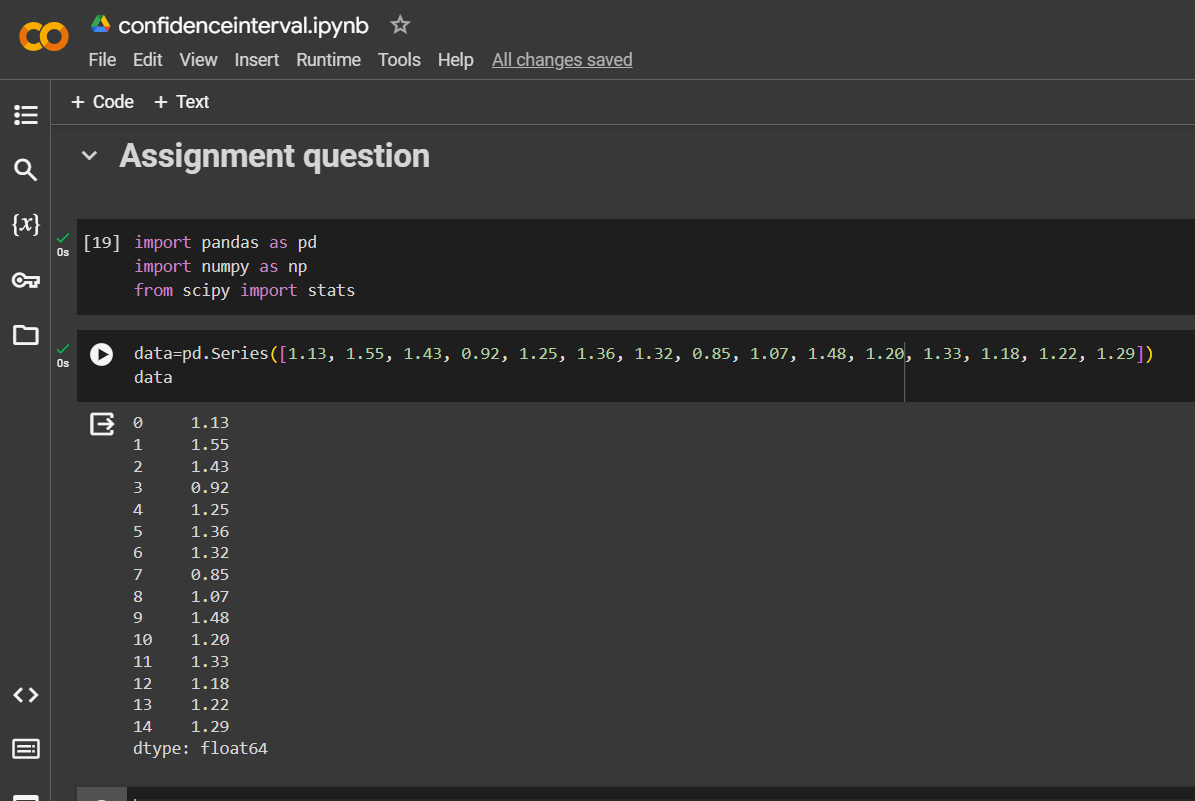 confidenceinterval.ipynb
File Edit View Insert Runtime Tools Help All changes saved
+ Code + Text
Assignment question
{x}
0s
[19] import pandas as pd
import numpy as np
from scipy import stats
0s
data=pd.Series([1.13, 1.55, 1.43, 0.92, 1.25, 1.36, 1.32, 0.85, 1.07, 1.48, 1.20, 1.33, 1.18, 1.22, 1.29])
data
0 1.13
1 1.55
2 1.43
3 0.92
4 1.25
5 1.36
6 1.32
7 0.85
8 1.07
9 1.48
10 1.20
11 1.33
12 1.18
13 1.22
14 1.29
dtype: float64